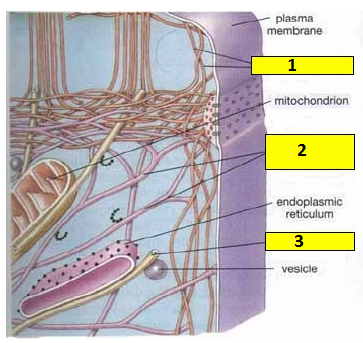 plasma
membrane
1
mitochondrion
2
endoplasmic
reticulum
3
vesicle